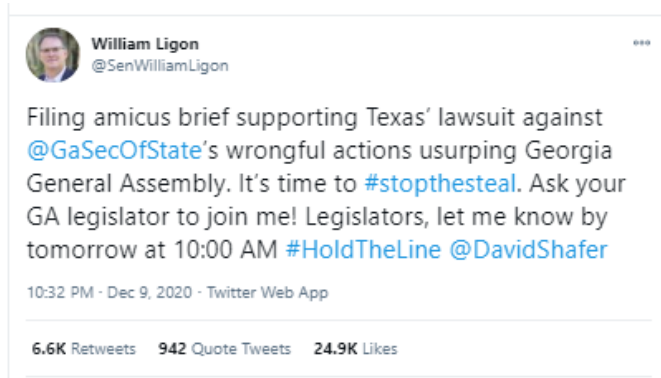 William Ligon
@SenWilliamLigon
Filing amicus brief supporting Texas' lawsuit against
@GaSecOfState's wrongful actions usurping Georgia
General Assembly. It's time to #stopthesteal. Ask your
GA legislator to join me! Legislators, let me know by
tomorrow at 10:00 AM #HoldTheLine @DavidShafer
10:32 PM · Dec 9, 2020 · Twitter Web App
6.6K Retweets 942 Quote Tweets 24.9K Likes